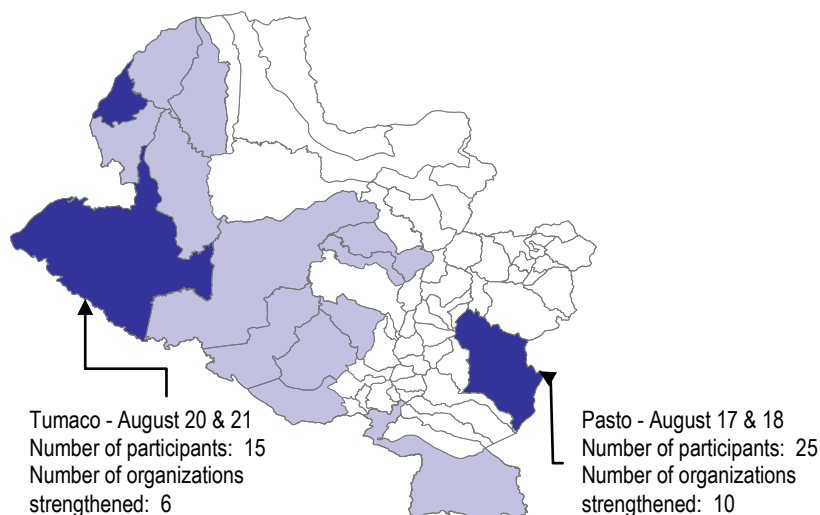 Tumaco - August 20 & 21
Number of participants:  15
Number of organizations
strengthened:  6
Pasto - August 17 & 18
Number of participants:  25
Number of organizations
strengthened:  10